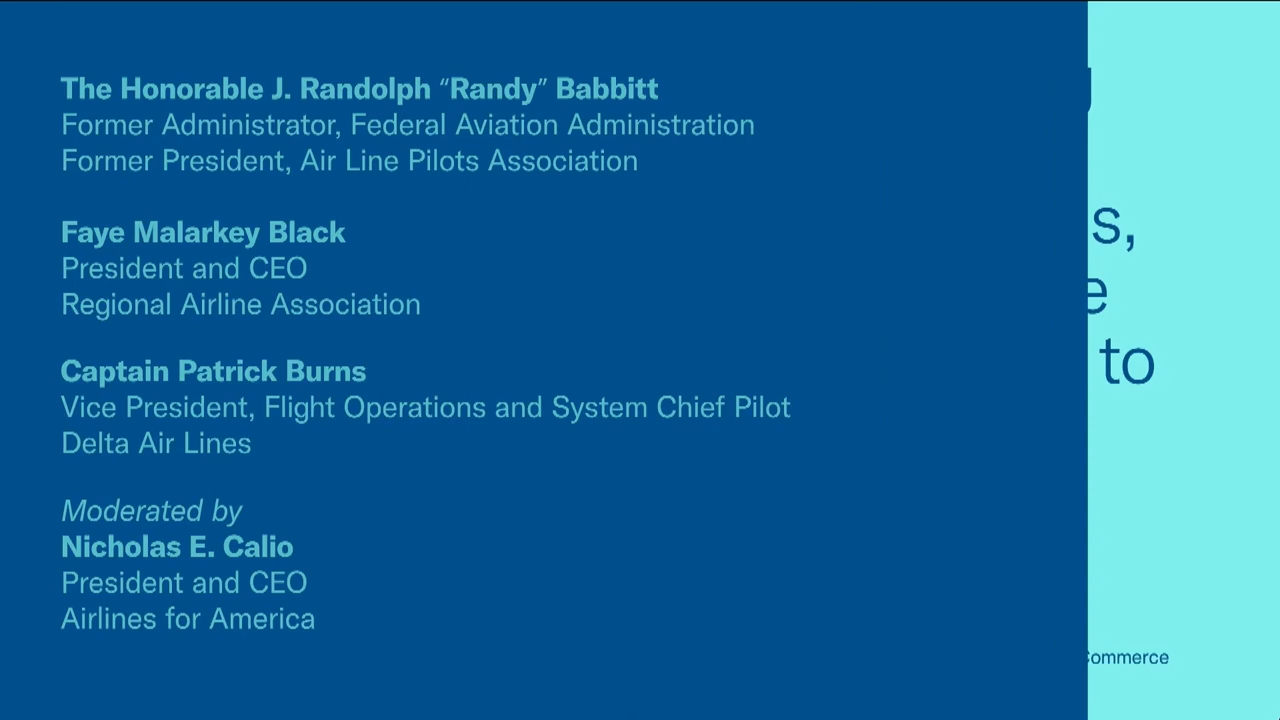 The Honorable J. Randolph “Randy” Babbitt
Former Administrator, Federal Aviation Administration
Former President, Air Line Pilots Association
Faye Malarkey Black
President and CEO
Regional Airline Association
Captain Patrick Burns
Vice President, Flight Operations and System Chief Pilot
Delta Air Lines
Moderated by
Nicholas E. Calio
President and CEO
Airlines for America
to
Commerce